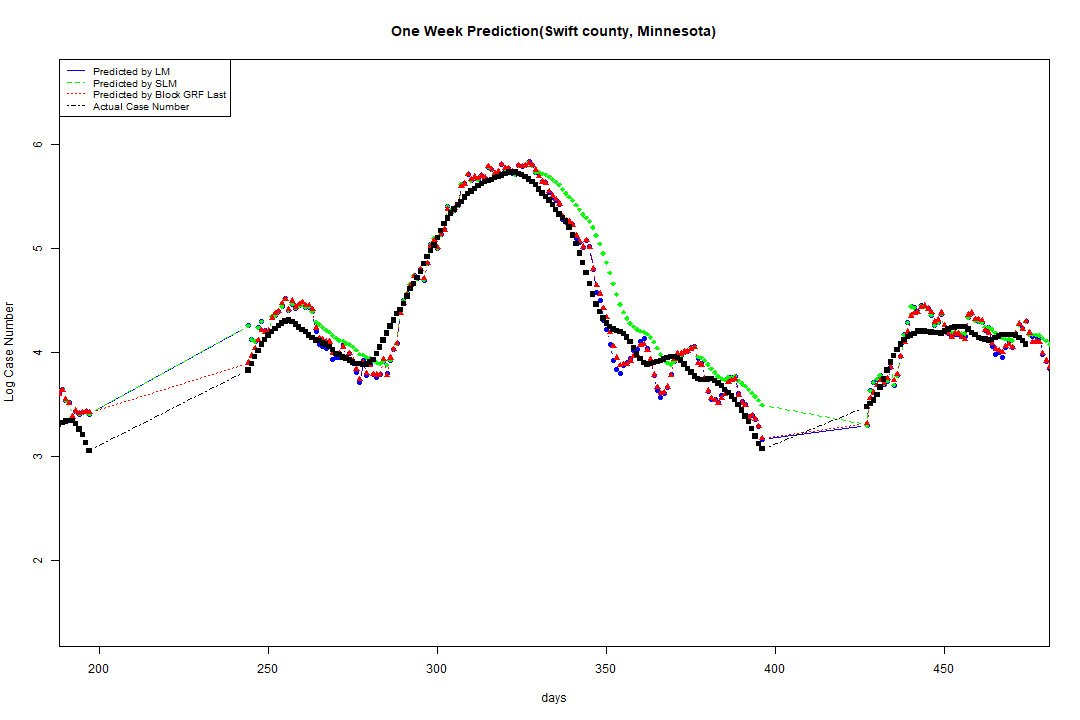 One Week Prediction(Swift county, Minnesota)
Predicted by LM
Predicted by SLM
Predicted by Block GRF Last
Actual Case Number
Log Case Number
6
5
4
3
2
200 250 300 350 400 450
days